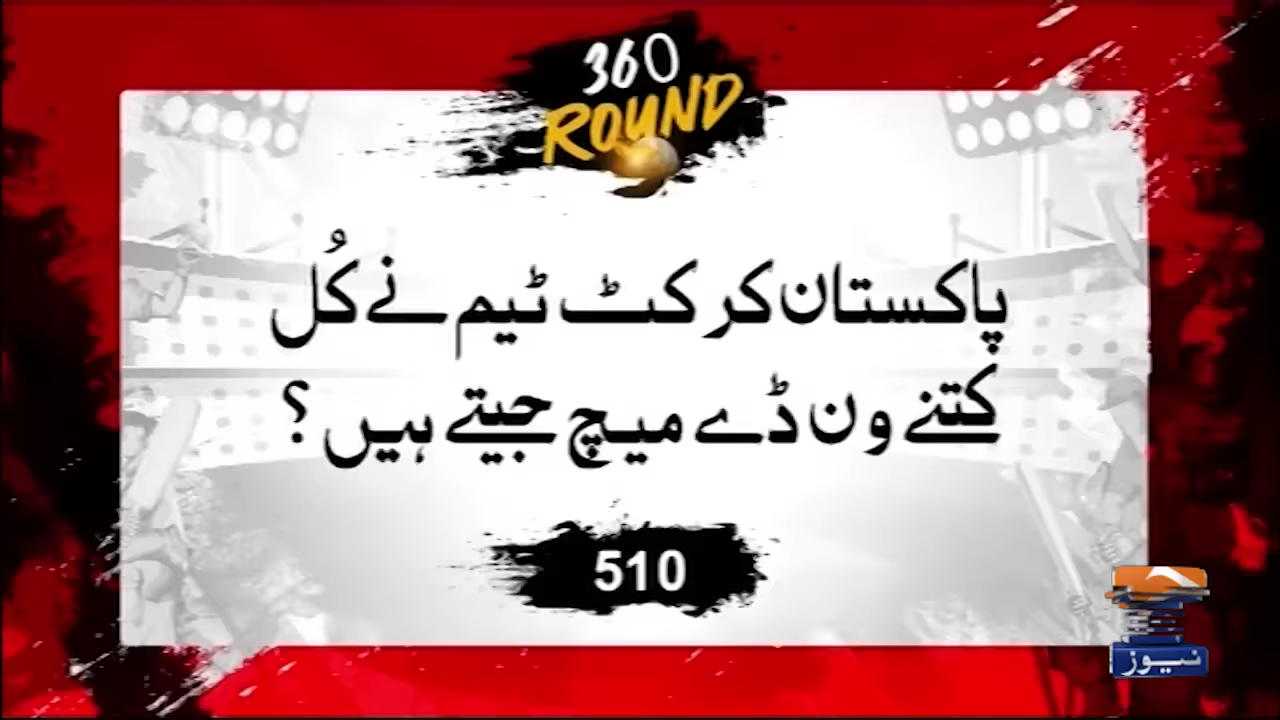 360
ROUND
پاکستان کرکٹ ٹیم نے کُل
کتنے ون ڈے میچ جیتے ہیں ؟
510
نیوز